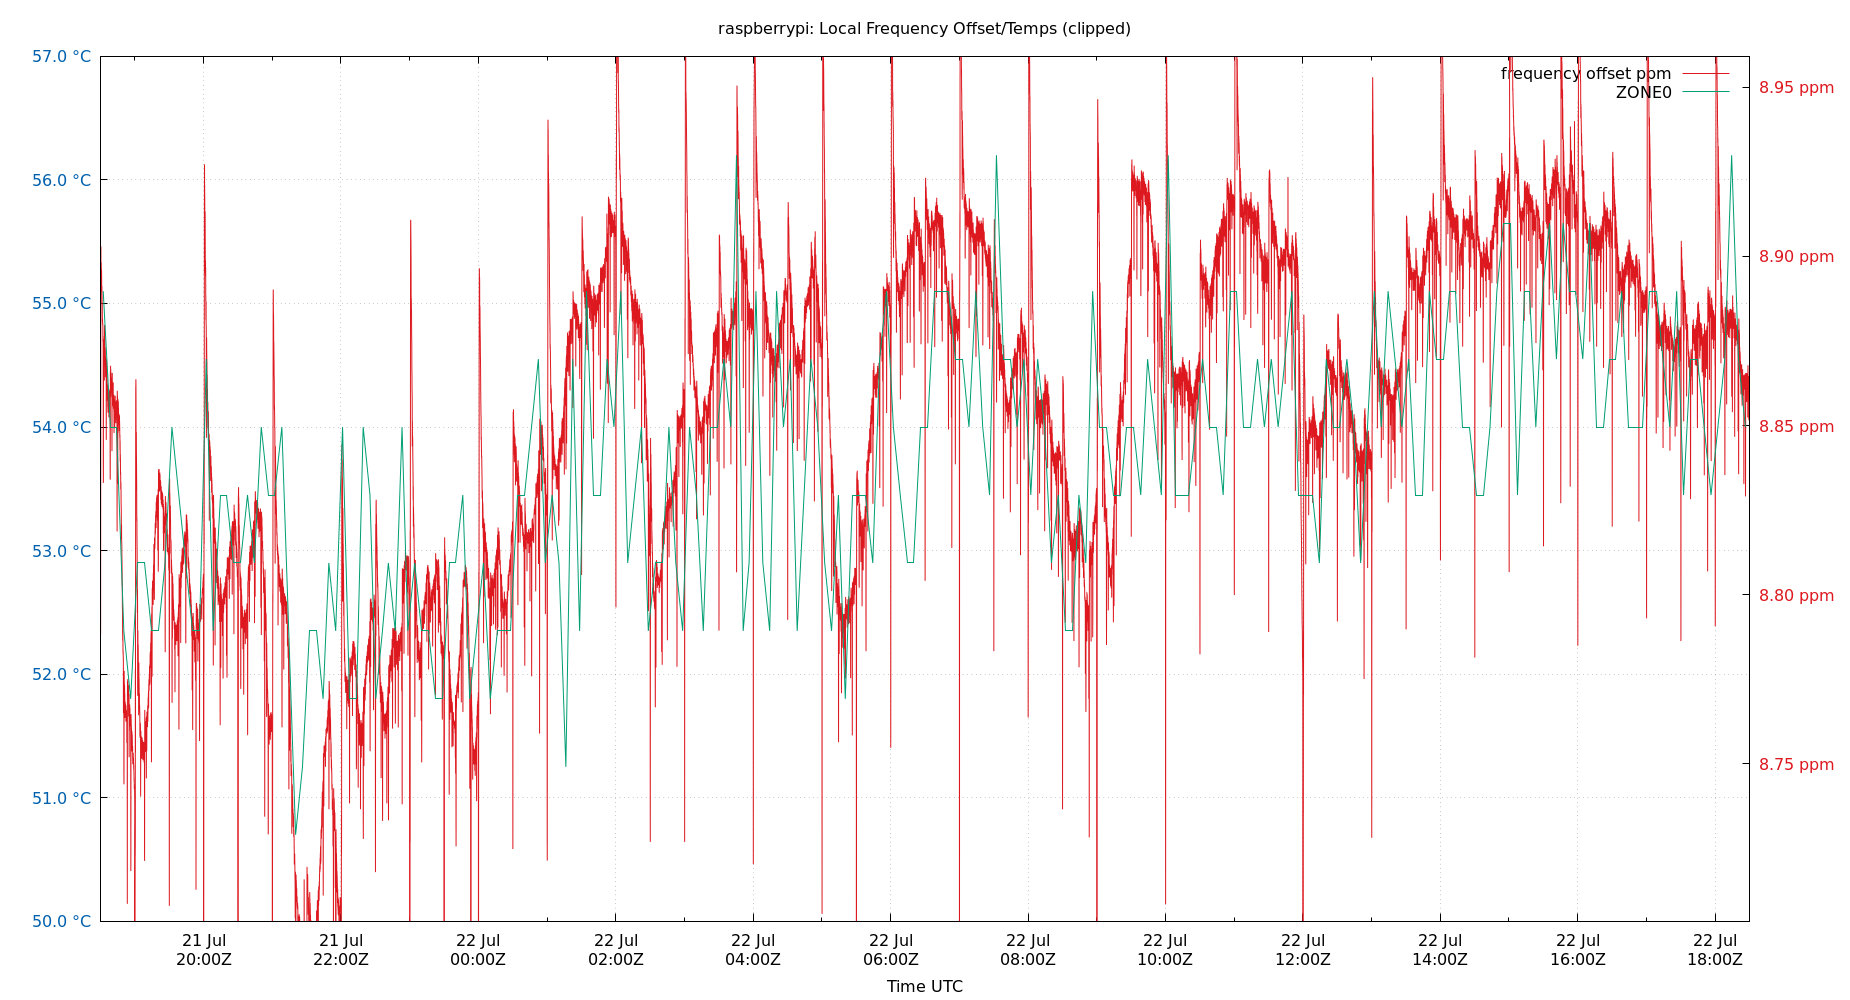 raspberrypi: Local Frequency Offset/Temps (clipped)
57.0 °C
56.0 °C
55.0 °C
54.0 °C
53.0 °C
52.0 °C
51.0 °C
50.0 °C
frequency offset ppm
ZONE0
8.95 ppm
8.90 ppm
8.85 ppm
8.80 ppm
8.75 ppm
21 Jul 20:00Z
21 Jul 22:00Z
22 Jul 00:00Z
22 Jul 02:00Z
22 Jul 04:00Z
22 Jul 06:00Z
22 Jul 08:00Z
22 Jul 10:00Z
22 Jul 12:00Z
22 Jul 14:00Z
22 Jul 16:00Z
22 Jul 18:00Z
Time UTC